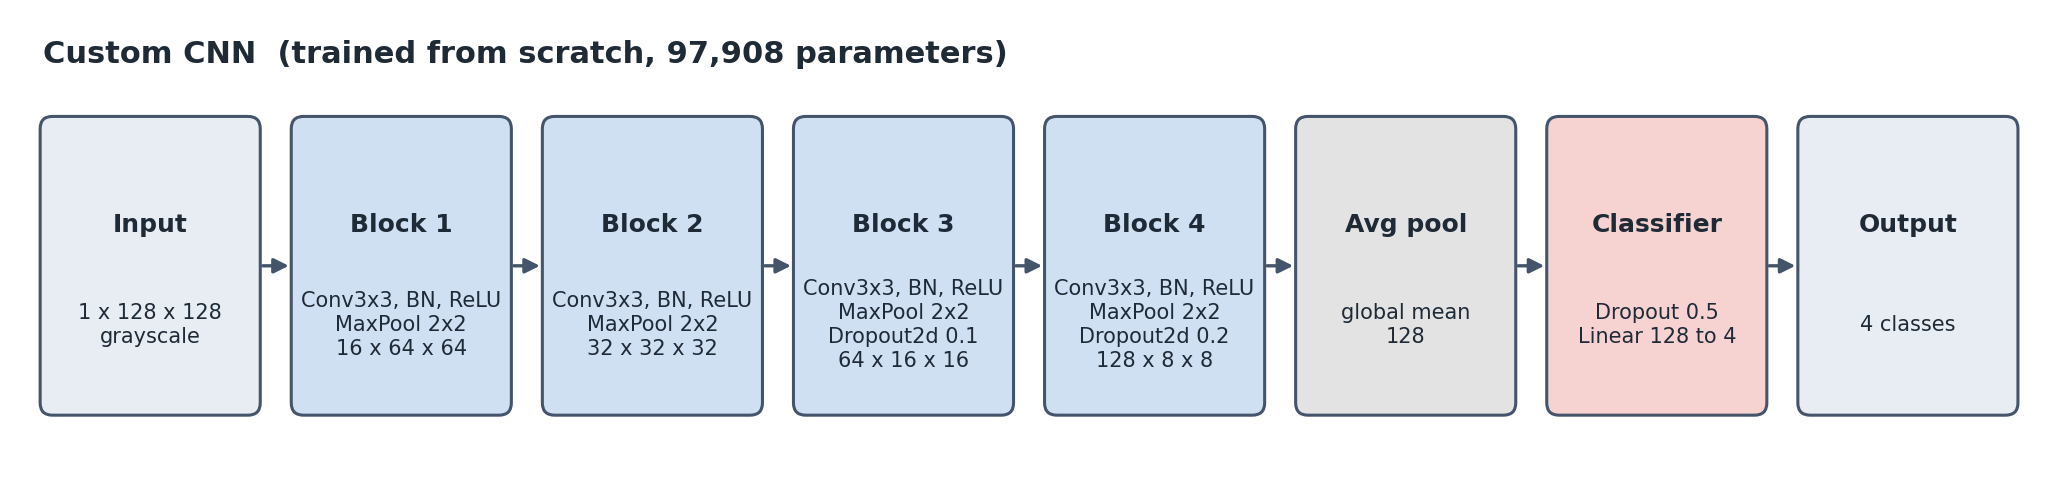 Custom CNN  (trained from scratch, 97,908 parameters)
Input
1 x 128 x 128
grayscale
Block 1
Conv3x3, BN, ReLU
MaxPool 2x2
16 x 64 x 64
Block 2
Conv3x3, BN, ReLU
MaxPool 2x2
32 x 32 x 32
Block 3
Conv3x3, BN, ReLU
MaxPool 2x2
Dropout2d 0.1
64 x 16 x 16
Block 4
Conv3x3, BN, ReLU
MaxPool 2x2
Dropout2d 0.2
128 x 8 x 8
Avg pool
global mean
128
Classifier
Dropout 0.5
Linear 128 to 4
Output
4 classes